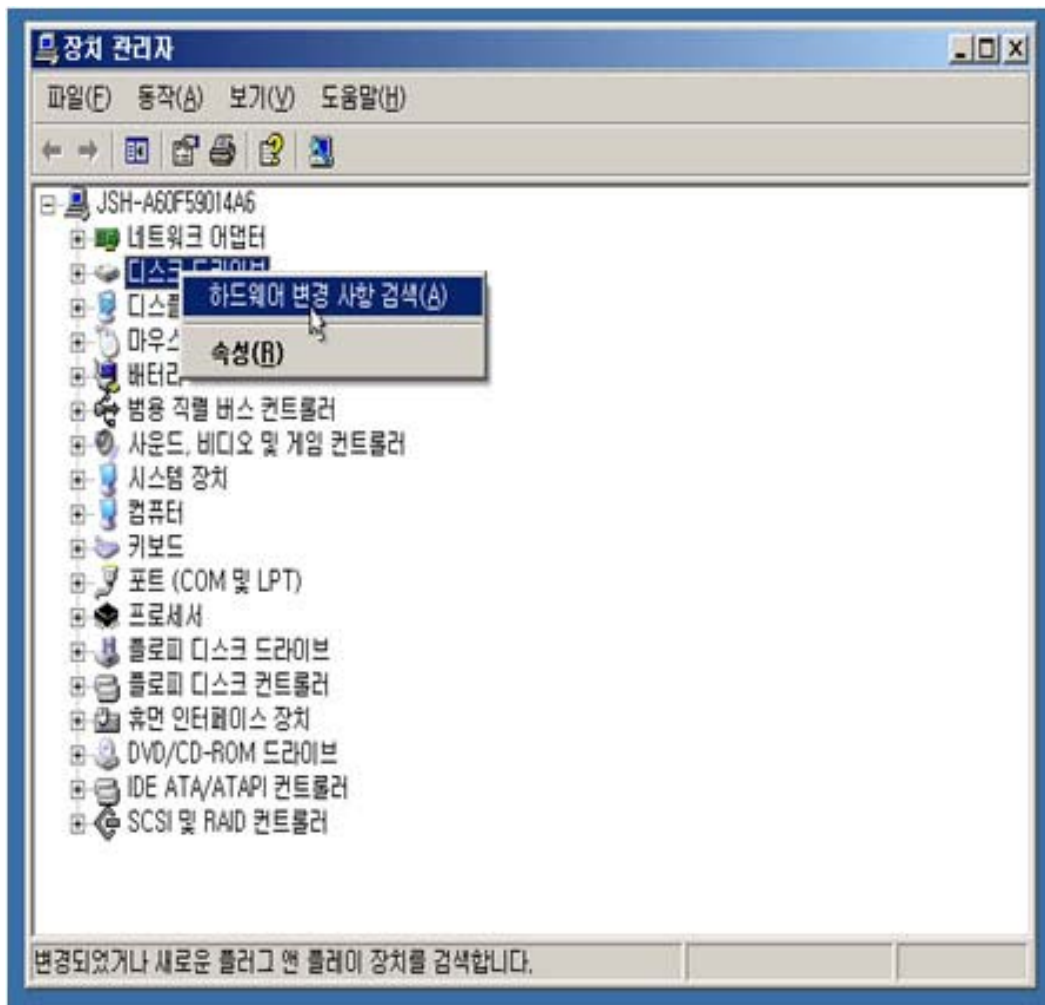 장치 관리자
파일(F) 동작(A) 보기(V) 도움말(H)
JSH-A60F59014A6
네트워크 어댑터
디스크 드라이브
하드웨어 변경 사항 검색(A)
디스플
마우스
속성(R)
배터리
범용 직렬 버스 컨트롤러
사운드, 비디오 및 게임 컨트롤러
시스템 장치
컴퓨터
키보드
포트 (COM 및 LPT)
프로세서
플로피 디스크 드라이브
플로피 디스크 컨트롤러
휴먼 인터페이스 장치
DVD/CD-ROM 드라이브
IDE ATA/ATAPI 컨트롤러
SCSI 및 RAID 컨트롤러
변경되었거나 새로운 플러그 앤 플레이 장치를 검색합니다.